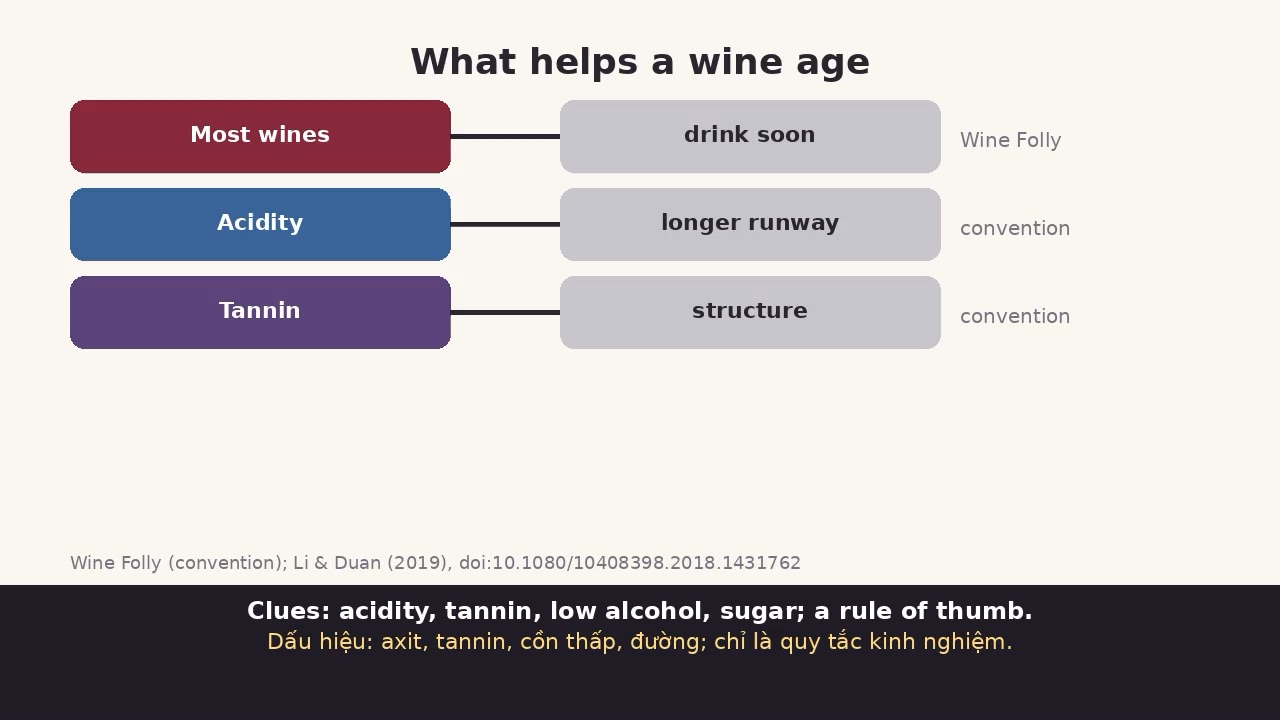 What helps a wine age
Most wines drink soon Wine Folly
Acidity longer runway convention
Tannin structure convention
Wine Folly (convention); Li & Duan (2019), doi:10.1080/10408398.2018.1431762
Clues: acidity, tannin, low alcohol, sugar; a rule of thumb.
Dấu hiệu: axit, tannin, cồn thấp, đường; chỉ là quy tắc kinh nghiệm.